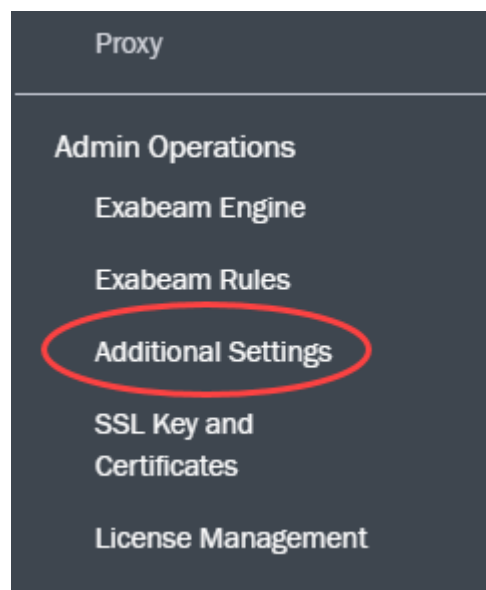 Proxy
Admin Operations
Exabeam Engine
Exabeam Rules
Additional Settings
SSL Key and
Certificates
License Management